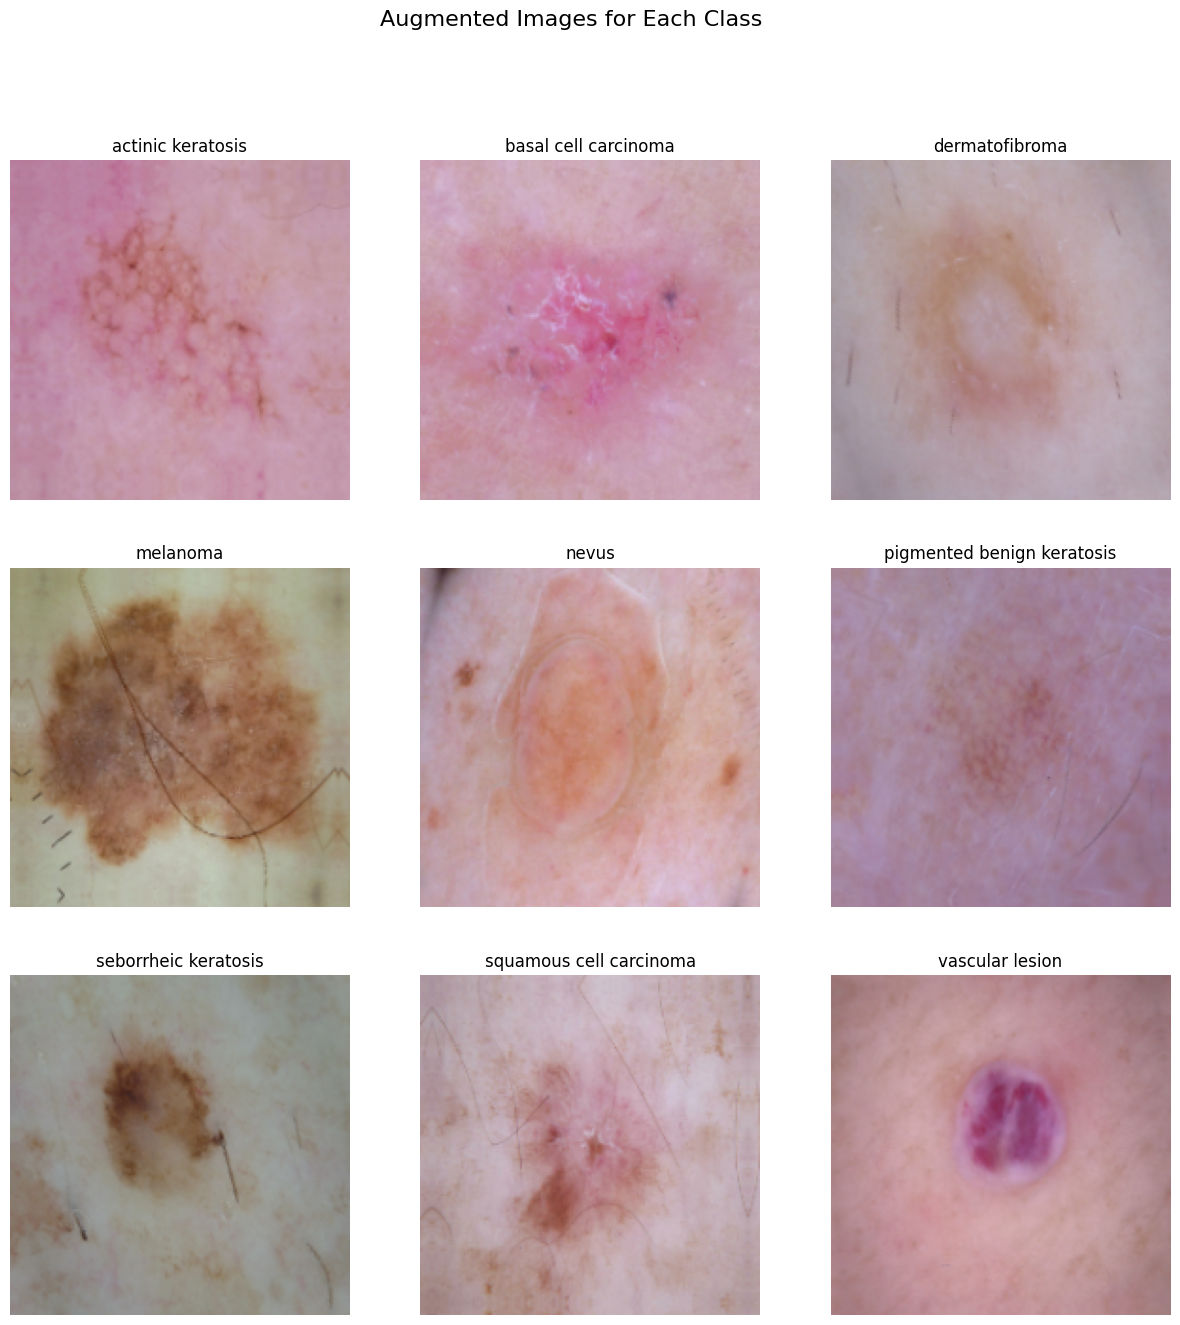 Augmented Images for Each Class
actinic keratosis
basal cell carcinoma
dermatofibroma
melanoma
nevus
pigmented benign keratosis
seborrheic keratosis
squamous cell carcinoma
vascular lesion